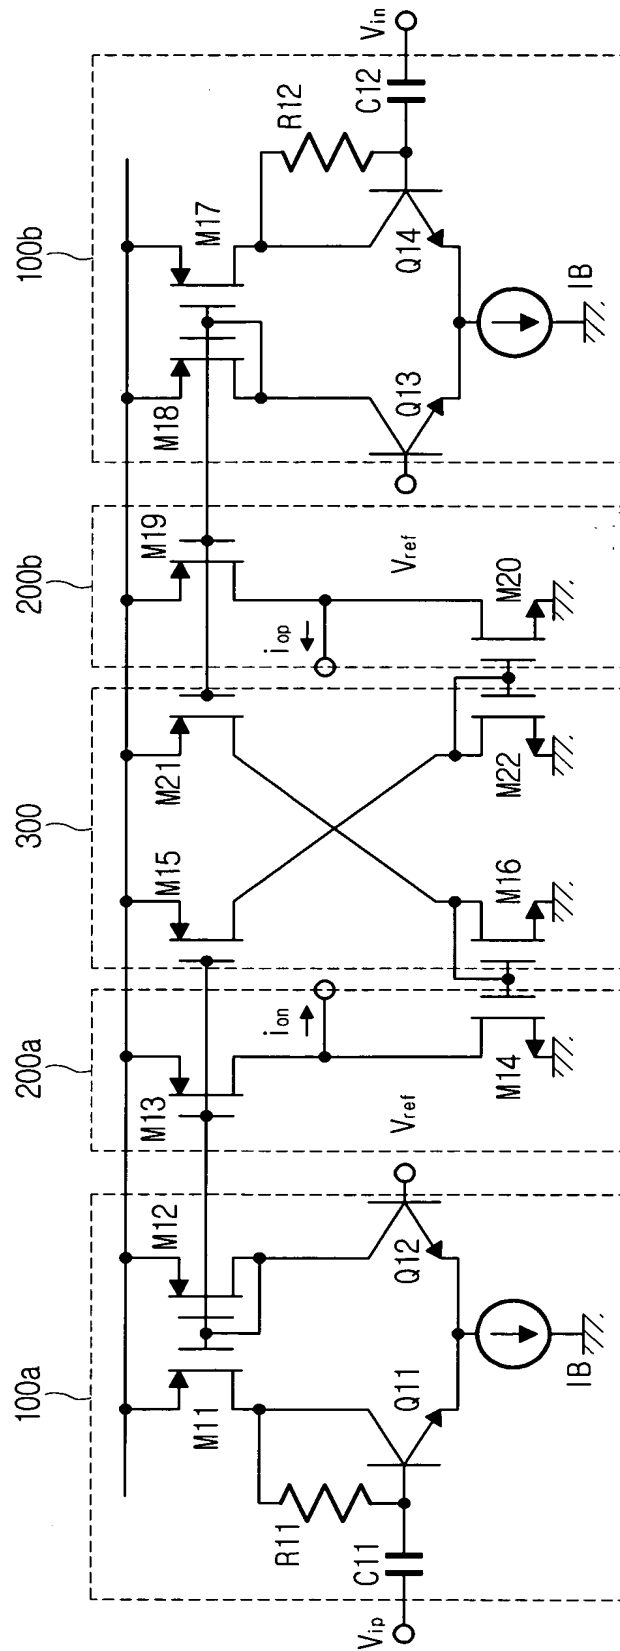 100a
200a
300
200b
100b
M11
M12
M13
M15
M21
M19
M18
M17
R11
R12
C11
C12
Vip
Vin
Q11
Q12
Q13
Q14
Vref
Vref
ion
iop
M14
M16
M22
M20
IB
IB